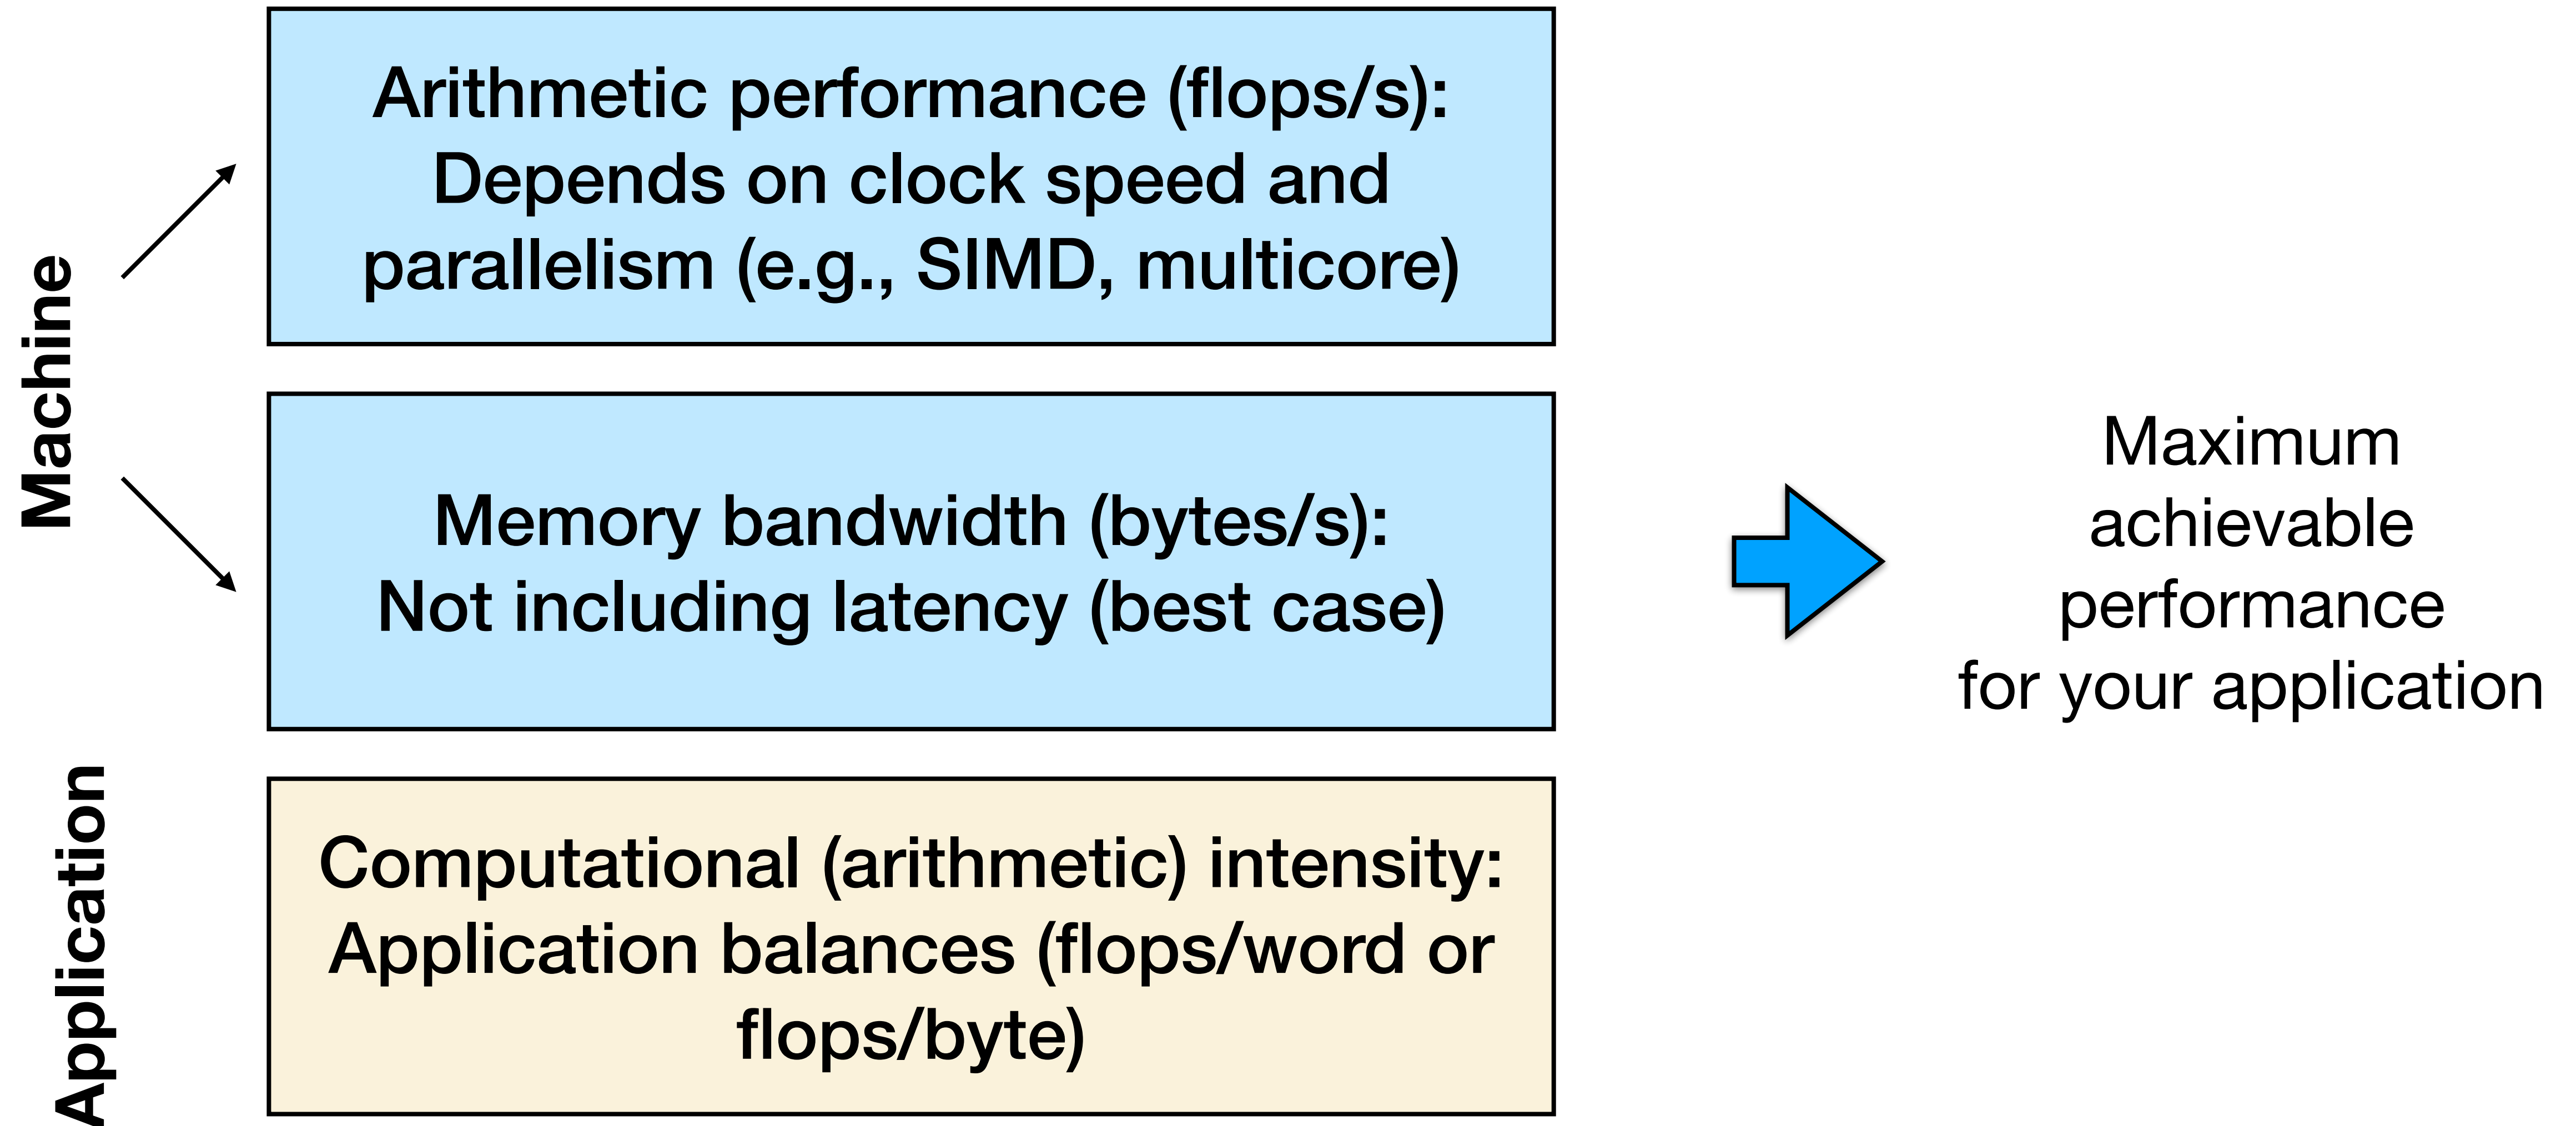 Machine
Arithmetic performance (flops/s):
Depends on clock speed and
parallelism (e.g., SIMD, multicore)
Memory bandwidth (bytes/s):
Not including latency (best case)
Application
Computational (arithmetic) intensity:
Application balances (flops/word or
flops/byte)
Maximum
achievable
performance
for your application